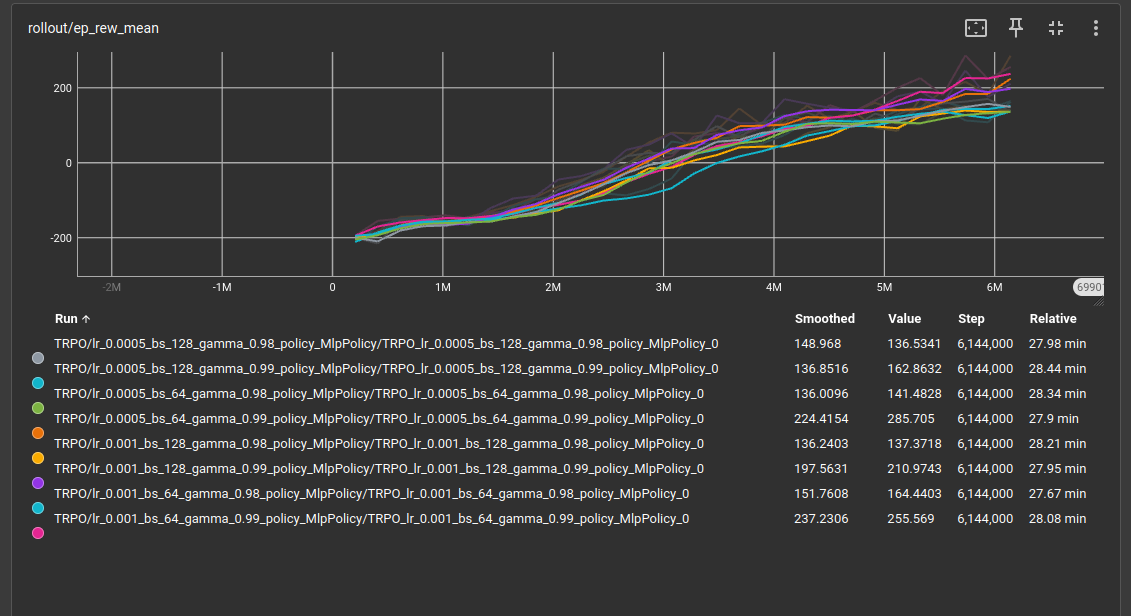 rollout/ep_rew_mean
200
0
-200
-2M -1M 0 1M 2M 3M 4M 5M 6M 69901
Run ↑ Smoothed Value Step Relative
TRPO/lr_0.0005_bs_128_gamma_0.98_policy_MlpPolicy/TRPO_lr_0.0005_bs_128_gamma_0.98_policy_MlpPolicy_0 148.968 136.5341 6,144,000 27.98 min
TRPO/lr_0.0005_bs_128_gamma_0.99_policy_MlpPolicy/TRPO_lr_0.0005_bs_128_gamma_0.99_policy_MlpPolicy_0 136.8516 162.8632 6,144,000 28.44 min
TRPO/lr_0.0005_bs_64_gamma_0.98_policy_MlpPolicy/TRPO_lr_0.0005_bs_64_gamma_0.98_policy_MlpPolicy_0 136.0096 141.4828 6,144,000 28.34 min
TRPO/lr_0.0005_bs_64_gamma_0.99_policy_MlpPolicy/TRPO_lr_0.0005_bs_64_gamma_0.99_policy_MlpPolicy_0 224.4154 285.705 6,144,000 27.9 min
TRPO/lr_0.001_bs_128_gamma_0.98_policy_MlpPolicy/TRPO_lr_0.001_bs_128_gamma_0.98_policy_MlpPolicy_0 136.2403 137.3718 6,144,000 28.21 min
TRPO/lr_0.001_bs_128_gamma_0.99_policy_MlpPolicy/TRPO_lr_0.001_bs_128_gamma_0.99_policy_MlpPolicy_0 197.5631 210.9743 6,144,000 27.95 min
TRPO/lr_0.001_bs_64_gamma_0.98_policy_MlpPolicy/TRPO_lr_0.001_bs_64_gamma_0.98_policy_MlpPolicy_0 151.7608 164.4403 6,144,000 27.67 min
TRPO/lr_0.001_bs_64_gamma_0.99_policy_MlpPolicy/TRPO_lr_0.001_bs_64_gamma_0.99_policy_MlpPolicy_0 237.2306 255.569 6,144,000 28.08 min